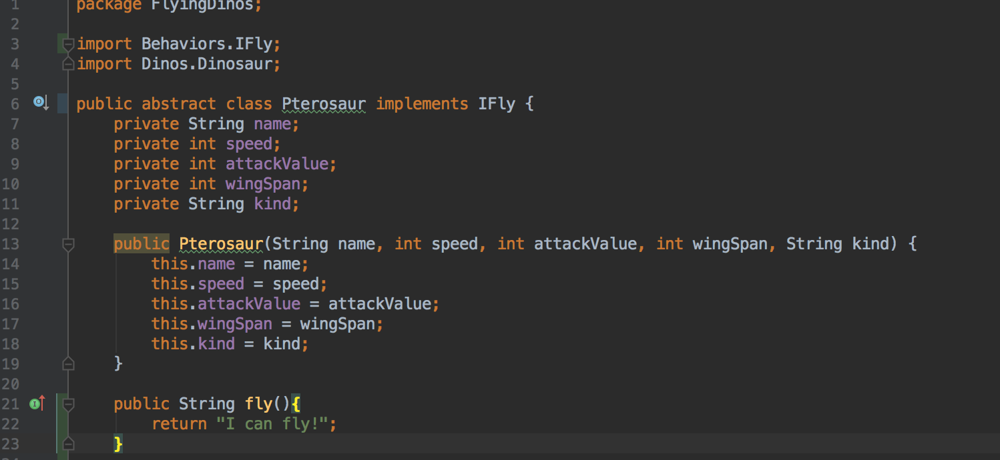 1 package FlyingDinos;
2
3 import Behaviors.IFly;
4 import Dinos.Dinosaur;
5
6 public abstract class Pterosaur implements IFly {
7 private String name;
8 private int speed;
9 private int attackValue;
10 private int wingSpan;
11 private String kind;
12
13 public Pterosaur(String name, int speed, int attackValue, int wingSpan, String kind) {
14 this.name = name;
15 this.speed = speed;
16 this.attackValue = attackValue;
17 this.wingSpan = wingSpan;
18 this.kind = kind;
19 }
20
21 public String fly(){
22 return "I can fly!";
23 }